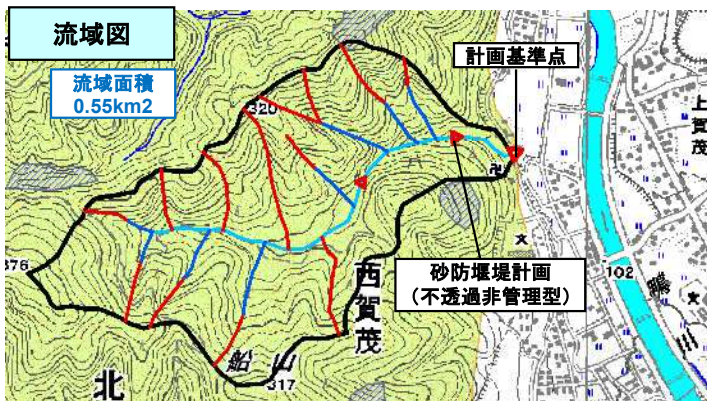 流域図
流域面積
0.55km2
計画基準点
320
上賀茂
卍
376
砂防堰堤計画
（不透過非管理型）
西賀茂
102
北
山
317